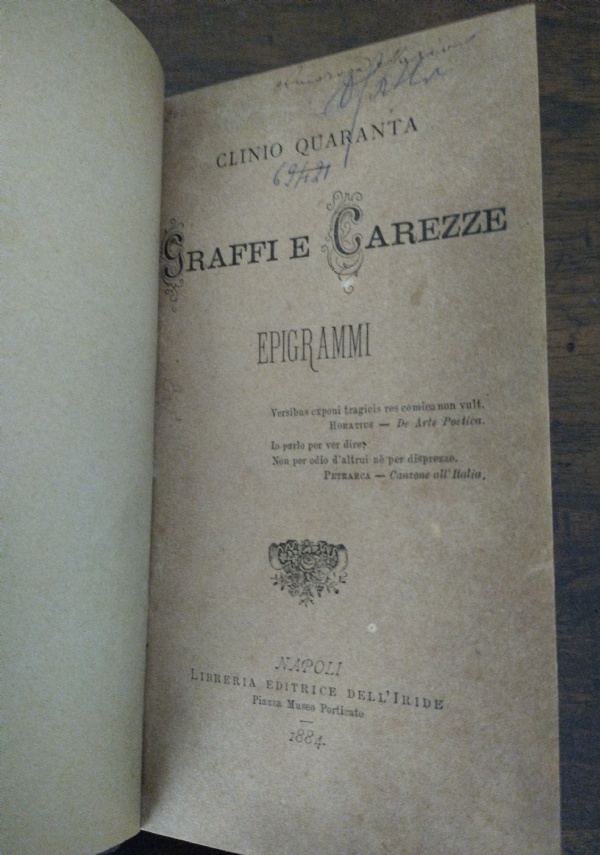 CLINIO QUARANTA
GRAFFI E CAREZZE
EPIGRAMMI
Versibus exponi tragicis res comica non vult.
HORATIUS — De Arte Poetica.
Io parlo per ver dire,
Non per odio d'altrui nè per disprezzo.
PETRARCA — Canzone all'Italia,
NAPOLI
LIBRERIA EDITRICE DELL'IRIDE
Piazza Museo Porticato
1884.